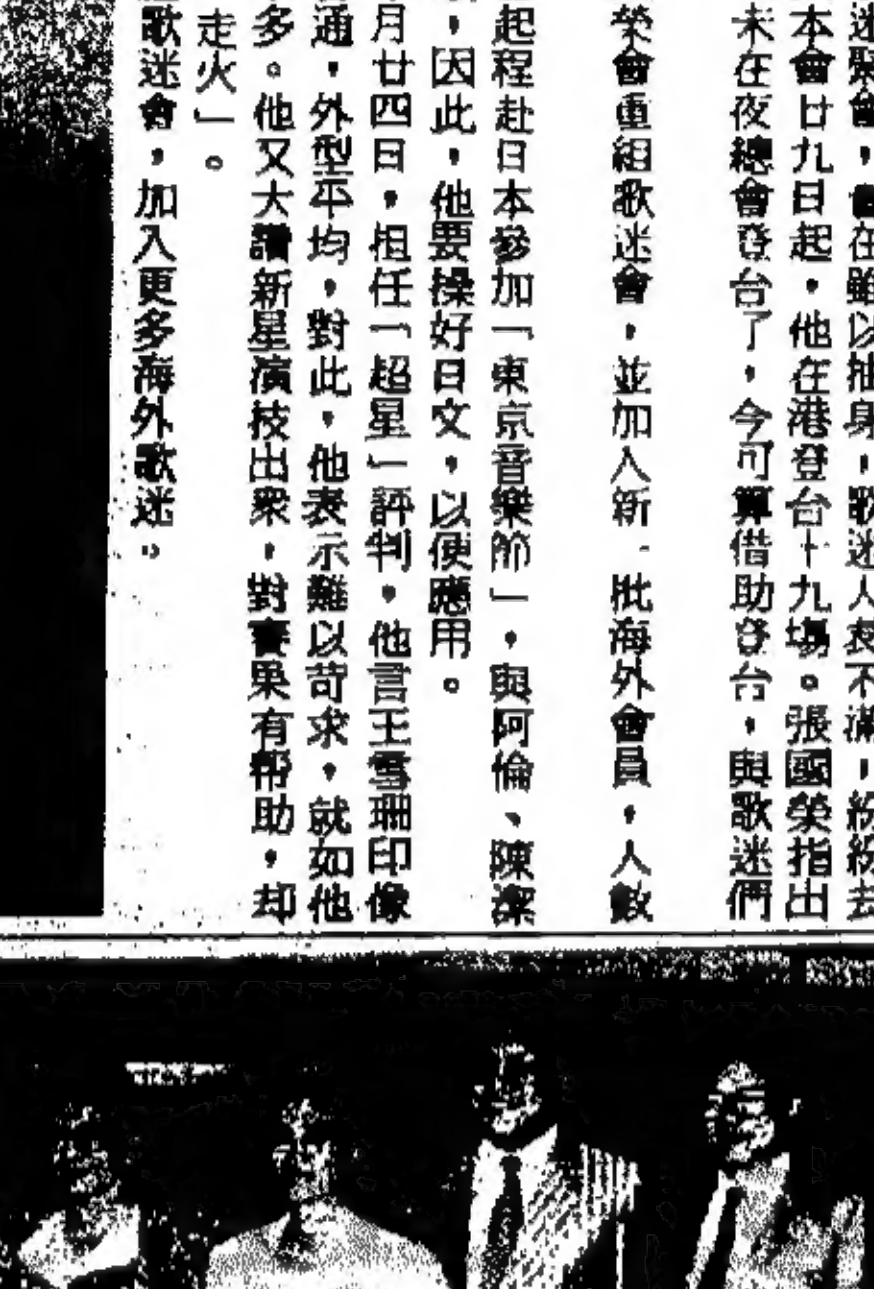 迷聚會，在雖以抽身，歌迷人表不滿，紛紛去
本會廿九日起，他在港登台十九場。張國榮指出
未在夜總會登台了，今可算借助登台，與歌迷們
榮會重組歌迷會，並加入新一批海外會員，人數
起程赴日本參加「東京音樂節」，與阿倫、陳潔
，因此，他要操好日文，以便應用。
月廿四日，担任「超星」評判，他言王雪珊印像
通，外型平均，對此，他表示難以苛求，就如他
多。他又大讚新星演技出衆，對賽果有帮助，却
走火」。
歌迷會，加入更多海外歌迷。